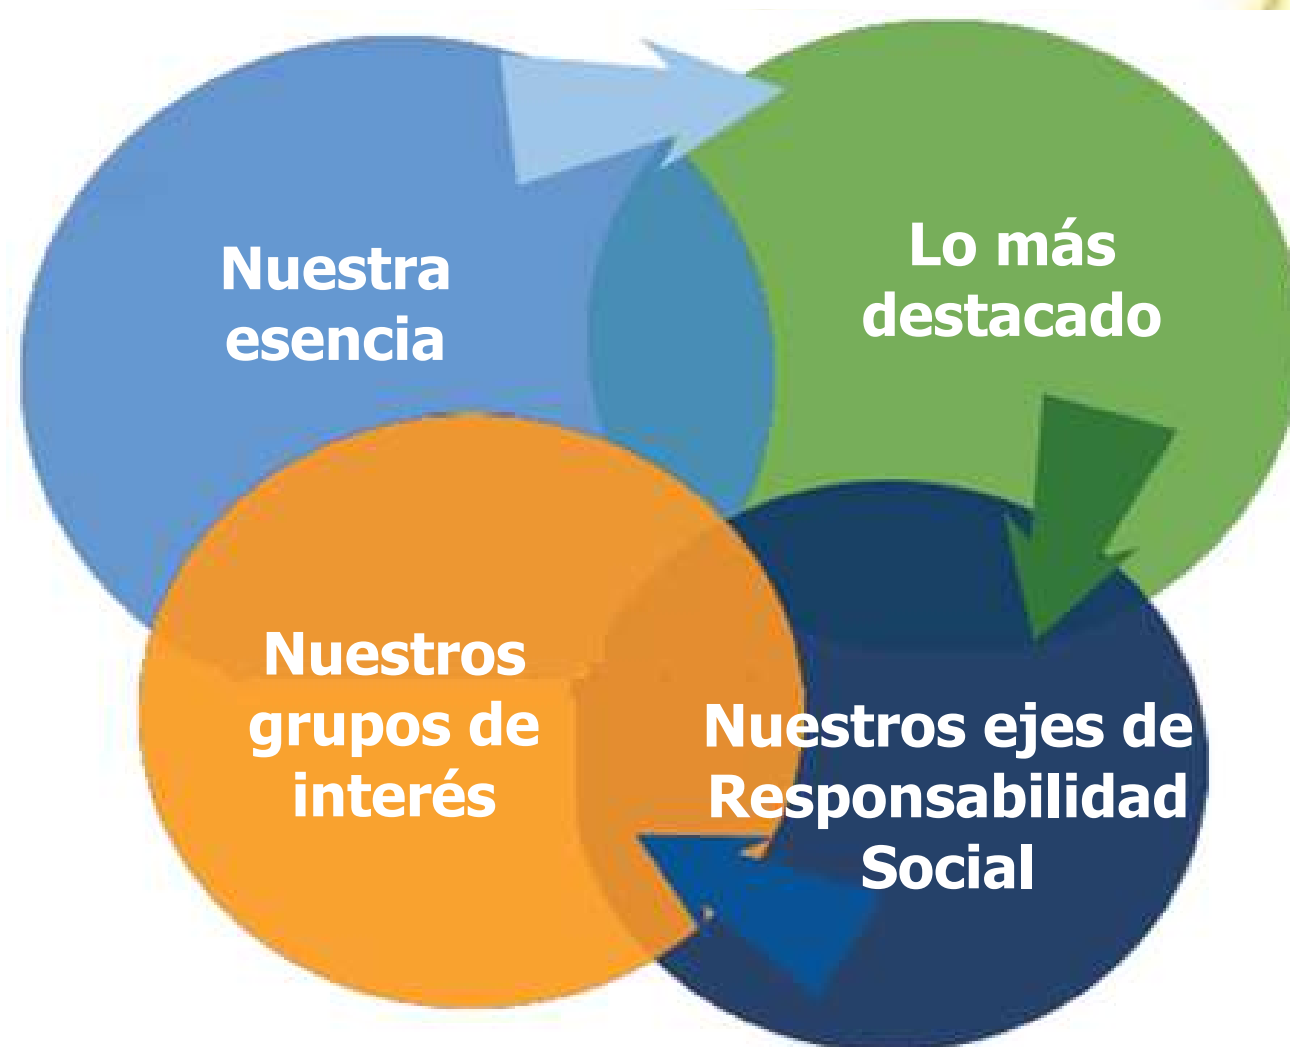 Nuestra
esencia
Lo más
destacado
Nuestros
grupos de
interés
Nuestros ejes de
Responsabilidad
Social